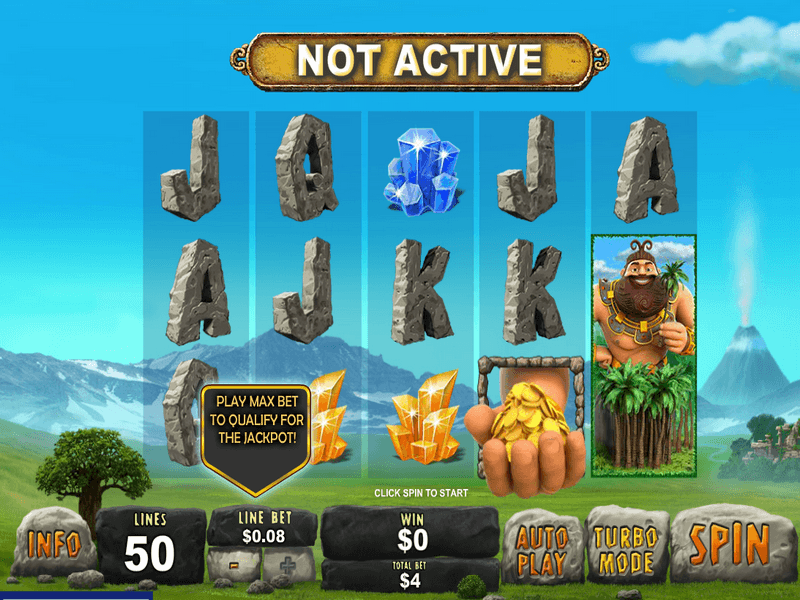 NOT ACTIVE
J Q J A
A J K K
PLAY MAX BET
TO QUALIFY FOR
THE JACKPOT!
CLICK SPIN TO START
INFO
LINES
50
LINE BET
$0.08
- +
WIN
$0
TOTAL BET
$4
AUTO
PLAY
TURBO
MODE
SPIN